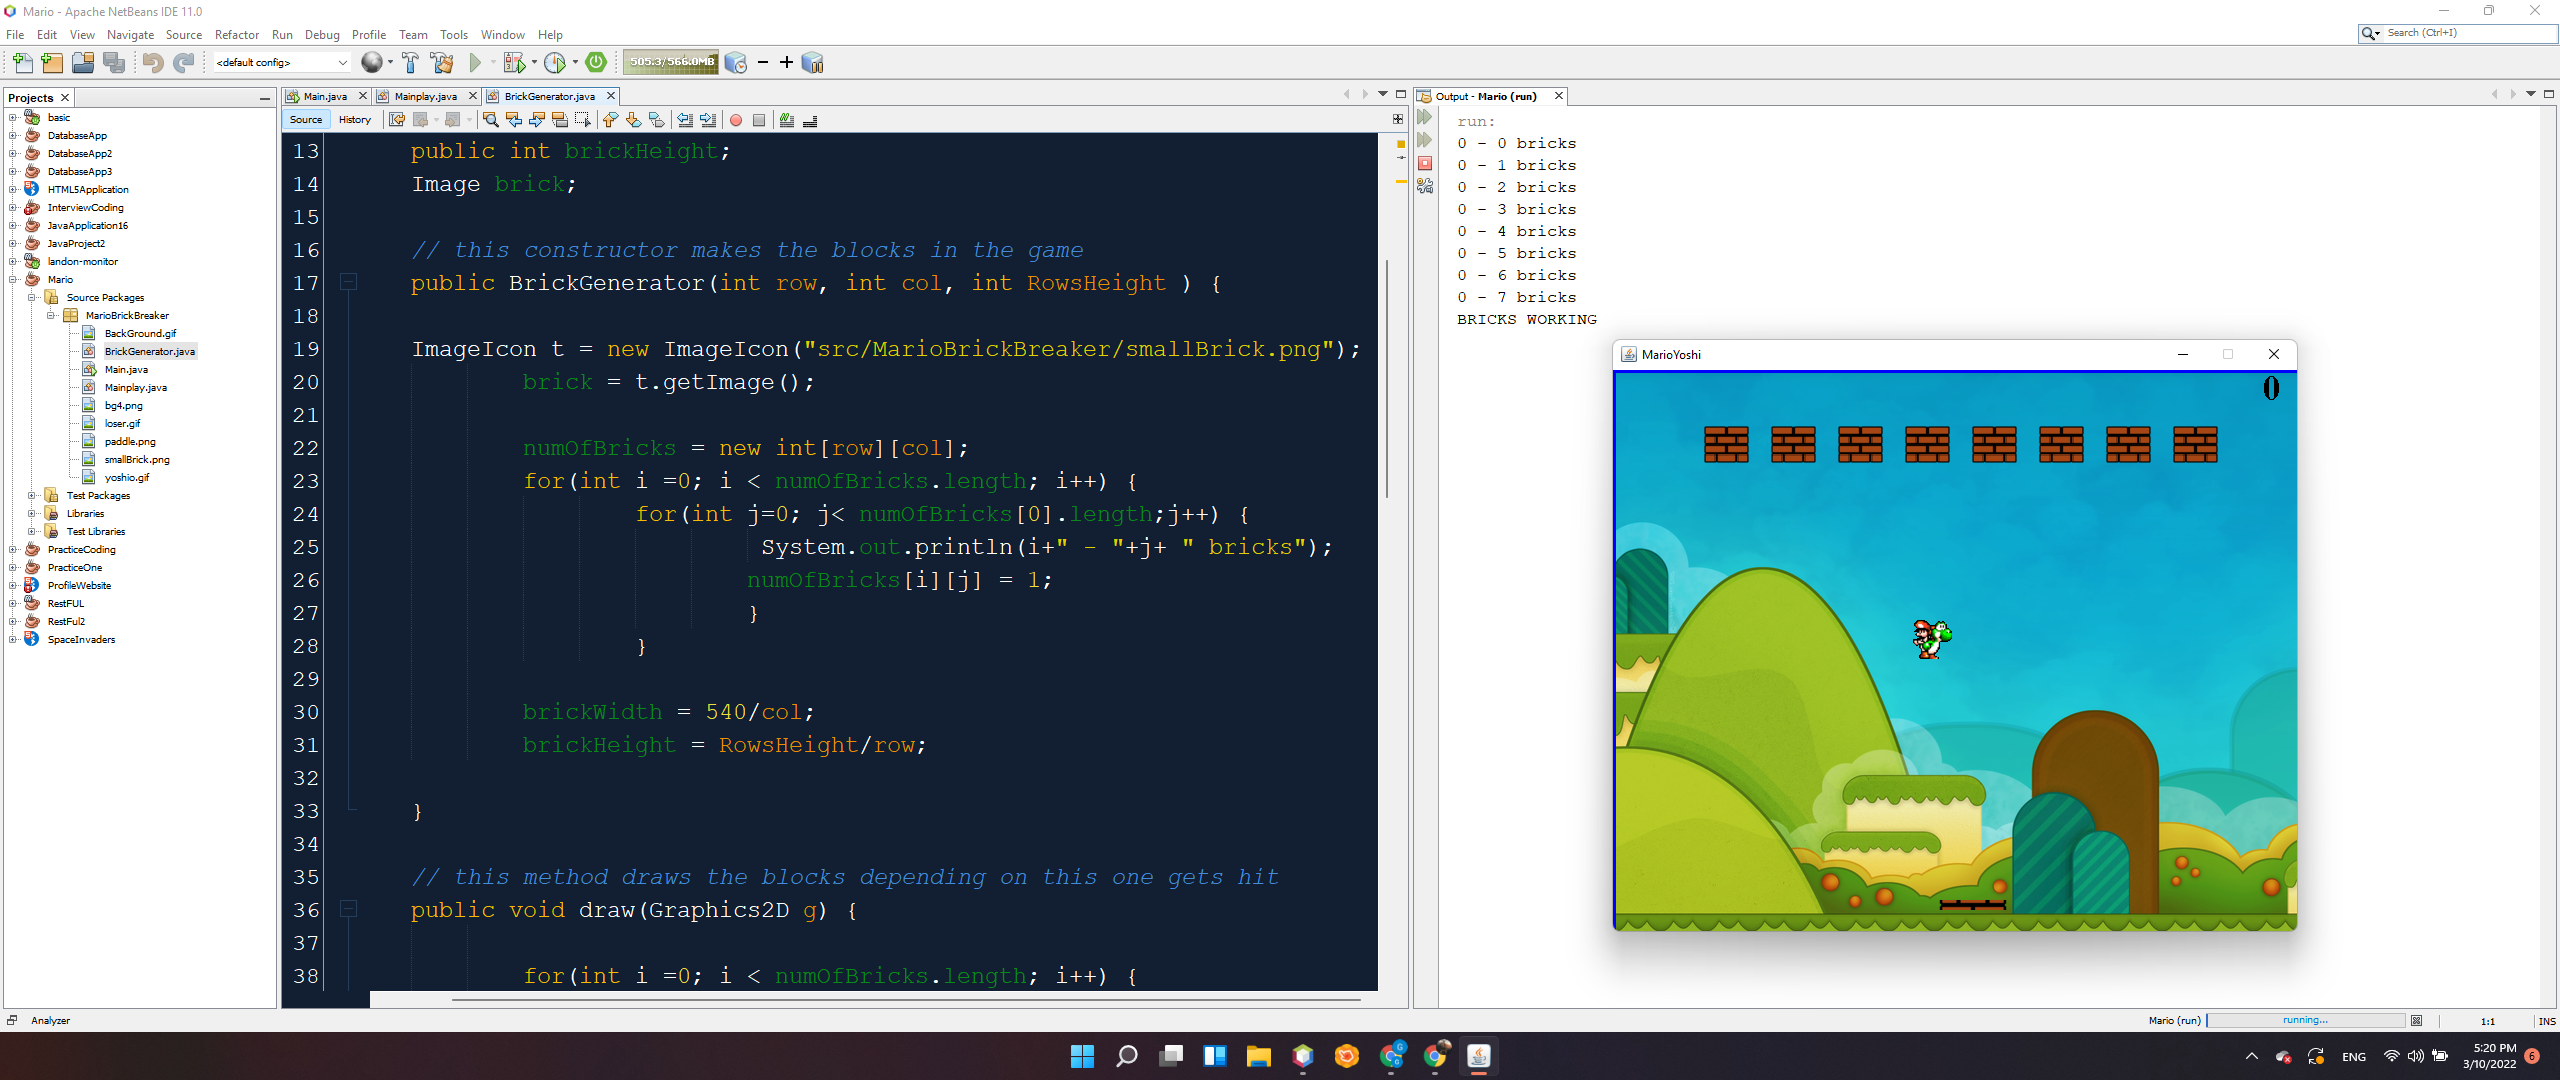 Mario - Apache NetBeans IDE 11.0
File Edit View Navigate Source Refactor Run Debug Profile Team Tools Window Help
Search (Ctrl+I)
<default config>
505.3/566.0MB
Projects
basic
DatabaseApp
DatabaseApp2
DatabaseApp3
HTML5Application
InterviewCoding
JavaApplication16
JavaProject2
landon-monitor
Mario
Source Packages
MarioBrickBreaker
BackGround.gif
BrickGenerator.java
Main.java
Mainplay.java
bg4.png
loser.gif
paddle.png
smallBrick.png
yoshio.gif
Test Packages
Libraries
Test Libraries
PracticeCoding
PracticeOne
ProfileWebsite
RestFUL
RestFul2
SpaceInvaders
Main.java Mainplay.java BrickGenerator.java
Source History
13 public int brickHeight;
14 Image brick;
15
16 // this constructor makes the blocks in the game
17 public BrickGenerator(int row, int col, int RowsHeight ) {
18
19 ImageIcon t = new ImageIcon("src/MarioBrickBreaker/smallBrick.png");
20 brick = t.getImage();
21
22 numOfBricks = new int[row][col];
23 for(int i =0; i < numOfBricks.length; i++) {
24 for(int j=0; j< numOfBricks[0].length;j++) {
25 System.out.println(i+" - "+j+ " bricks");
26 numOfBricks[i][j] = 1;
27 }
28 }
29
30 brickWidth = 540/col;
31 brickHeight = RowsHeight/row;
32
33 }
34
35 // this method draws the blocks depending on this one gets hit
36 public void draw(Graphics2D g) {
37
38 for(int i =0; i < numOfBricks.length; i++) {
Output - Mario (run)
run:
0 - 0 bricks
0 - 1 bricks
0 - 2 bricks
0 - 3 bricks
0 - 4 bricks
0 - 5 bricks
0 - 6 bricks
0 - 7 bricks
BRICKS WORKING
MarioYoshi
0
Analyzer
Mario (run) running... 1:1 INS
ENG
5:20 PM
3/10/2022
6